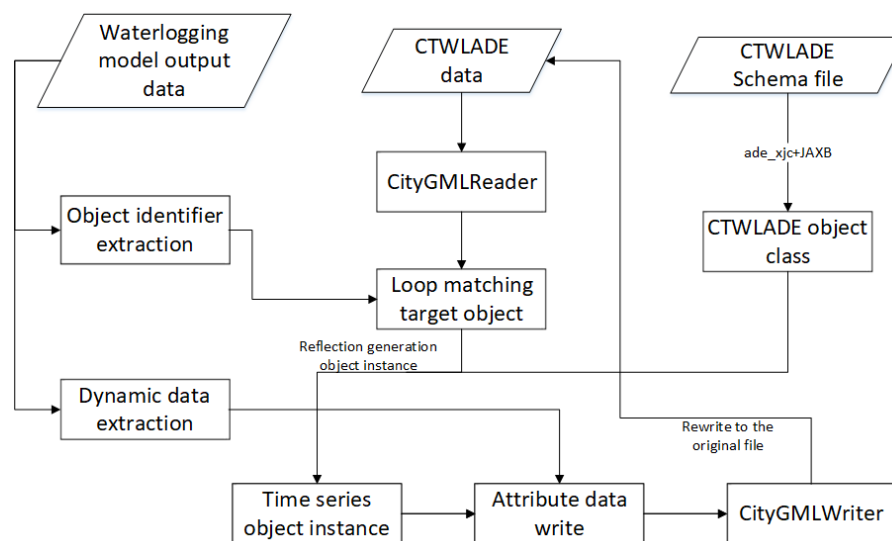 Waterlogging
model output
data
CTWLADE
data
CTWLADE
Schema file
ade_xjc+JAXB
CityGMLReader
Object identifier
extraction
CTWLADE object
class
Loop matching
target object
Reflection generation
object instance
Dynamic data
extraction
Rewrite to the
original file
Time series
object instance
Attribute data
write
CityGMLWriter